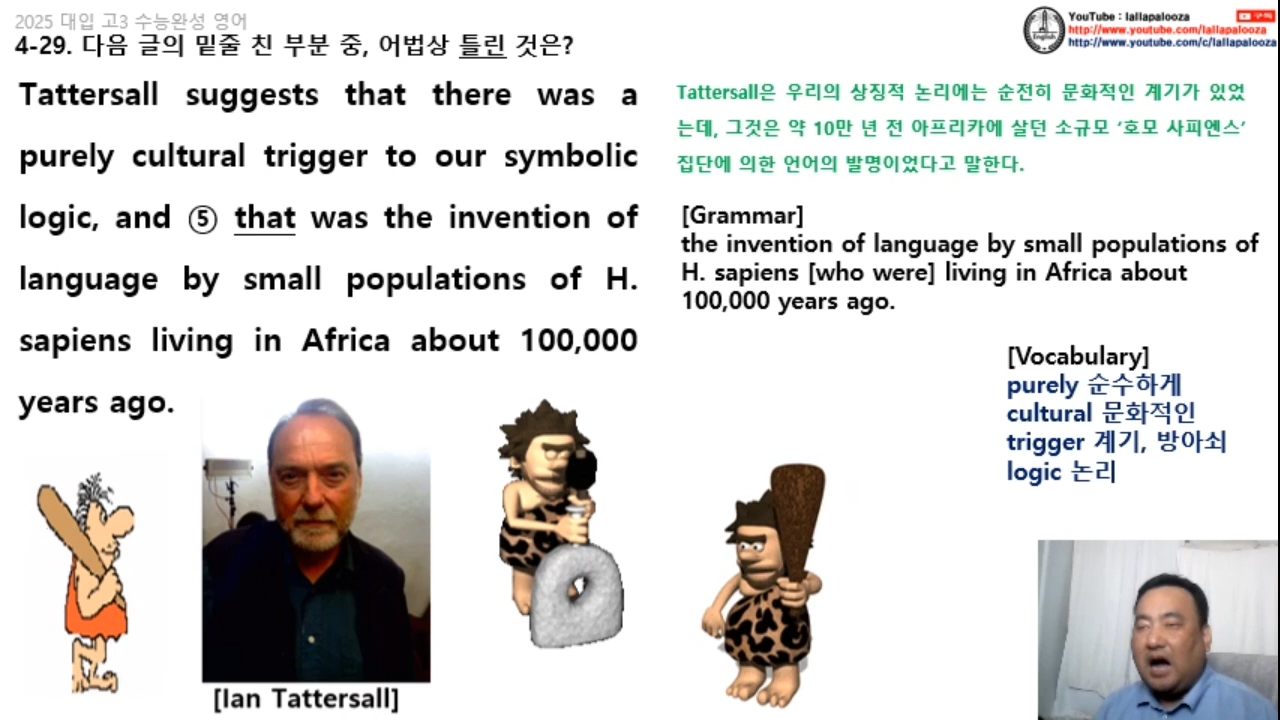 2025 대입 고3 수능완성 영어
4-29. 다음 글의 밑줄 친 부분 중, 어법상 틀린 것은?
YouTube : lallapalooza
구독
http://www.youtube.com/lallapalooza
http://www.youtube.com/c/lallapalooza
English
Tattersall suggests that there was a
purely cultural trigger to our symbolic
logic, and ⑤ that was the invention of
language by small populations of H.
sapiens living in Africa about 100,000
years ago.
Tattersall은 우리의 상징적 논리에는 순전히 문화적인 계기가 있었
는데, 그것은 약 10만 년 전 아프리카에 살던 소규모 ‘호모 사피엔스’
집단에 의한 언어의 발명이었다고 말한다.
[Grammar]
the invention of language by small populations of
H. sapiens [who were] living in Africa about
100,000 years ago.
[Vocabulary]
purely 순수하게
cultural 문화적인
trigger 계기, 방아쇠
logic 논리
[Ian Tattersall]